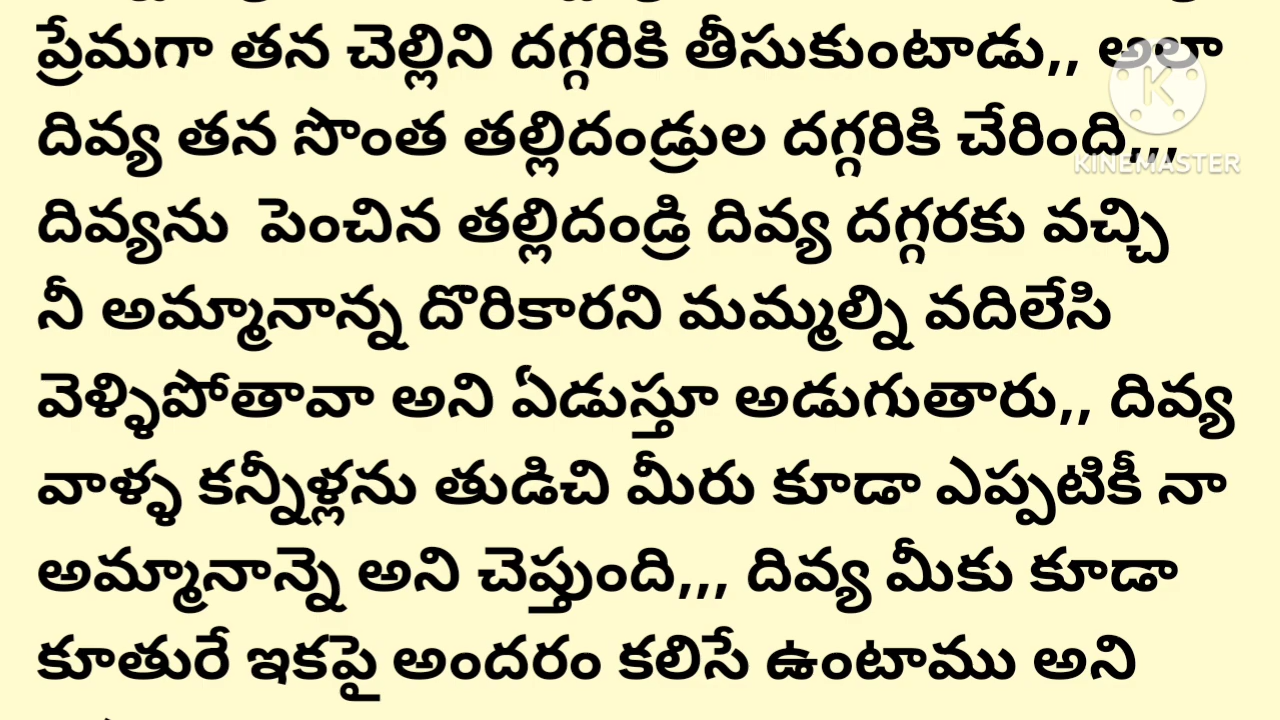 ప్రేమగా తన చెల్లిని దగ్గరికి తీసుకుంటాడు,, అలా
దివ్య తన సొంత తల్లిదండ్రుల దగ్గరికి చేరింది,,,
KINEMASTER
దివ్యను  పెంచిన తల్లిదండ్రి దివ్య దగ్గరకు వచ్చి
నీ అమ్మానాన్న దొరికారని మమ్మల్ని వదిలేసి
వెళ్ళిపోతావా అని ఏడుస్తూ అడుగుతారు,, దివ్య
వాళ్ళ కన్నీళ్లను తుడిచి మీరు కూడా ఎప్పటికీ నా
అమ్మానాన్నె అని చెప్తుంది,,, దివ్య మీకు కూడా
కూతురే ఇకపై అందరం కలిసే ఉంటాము అని